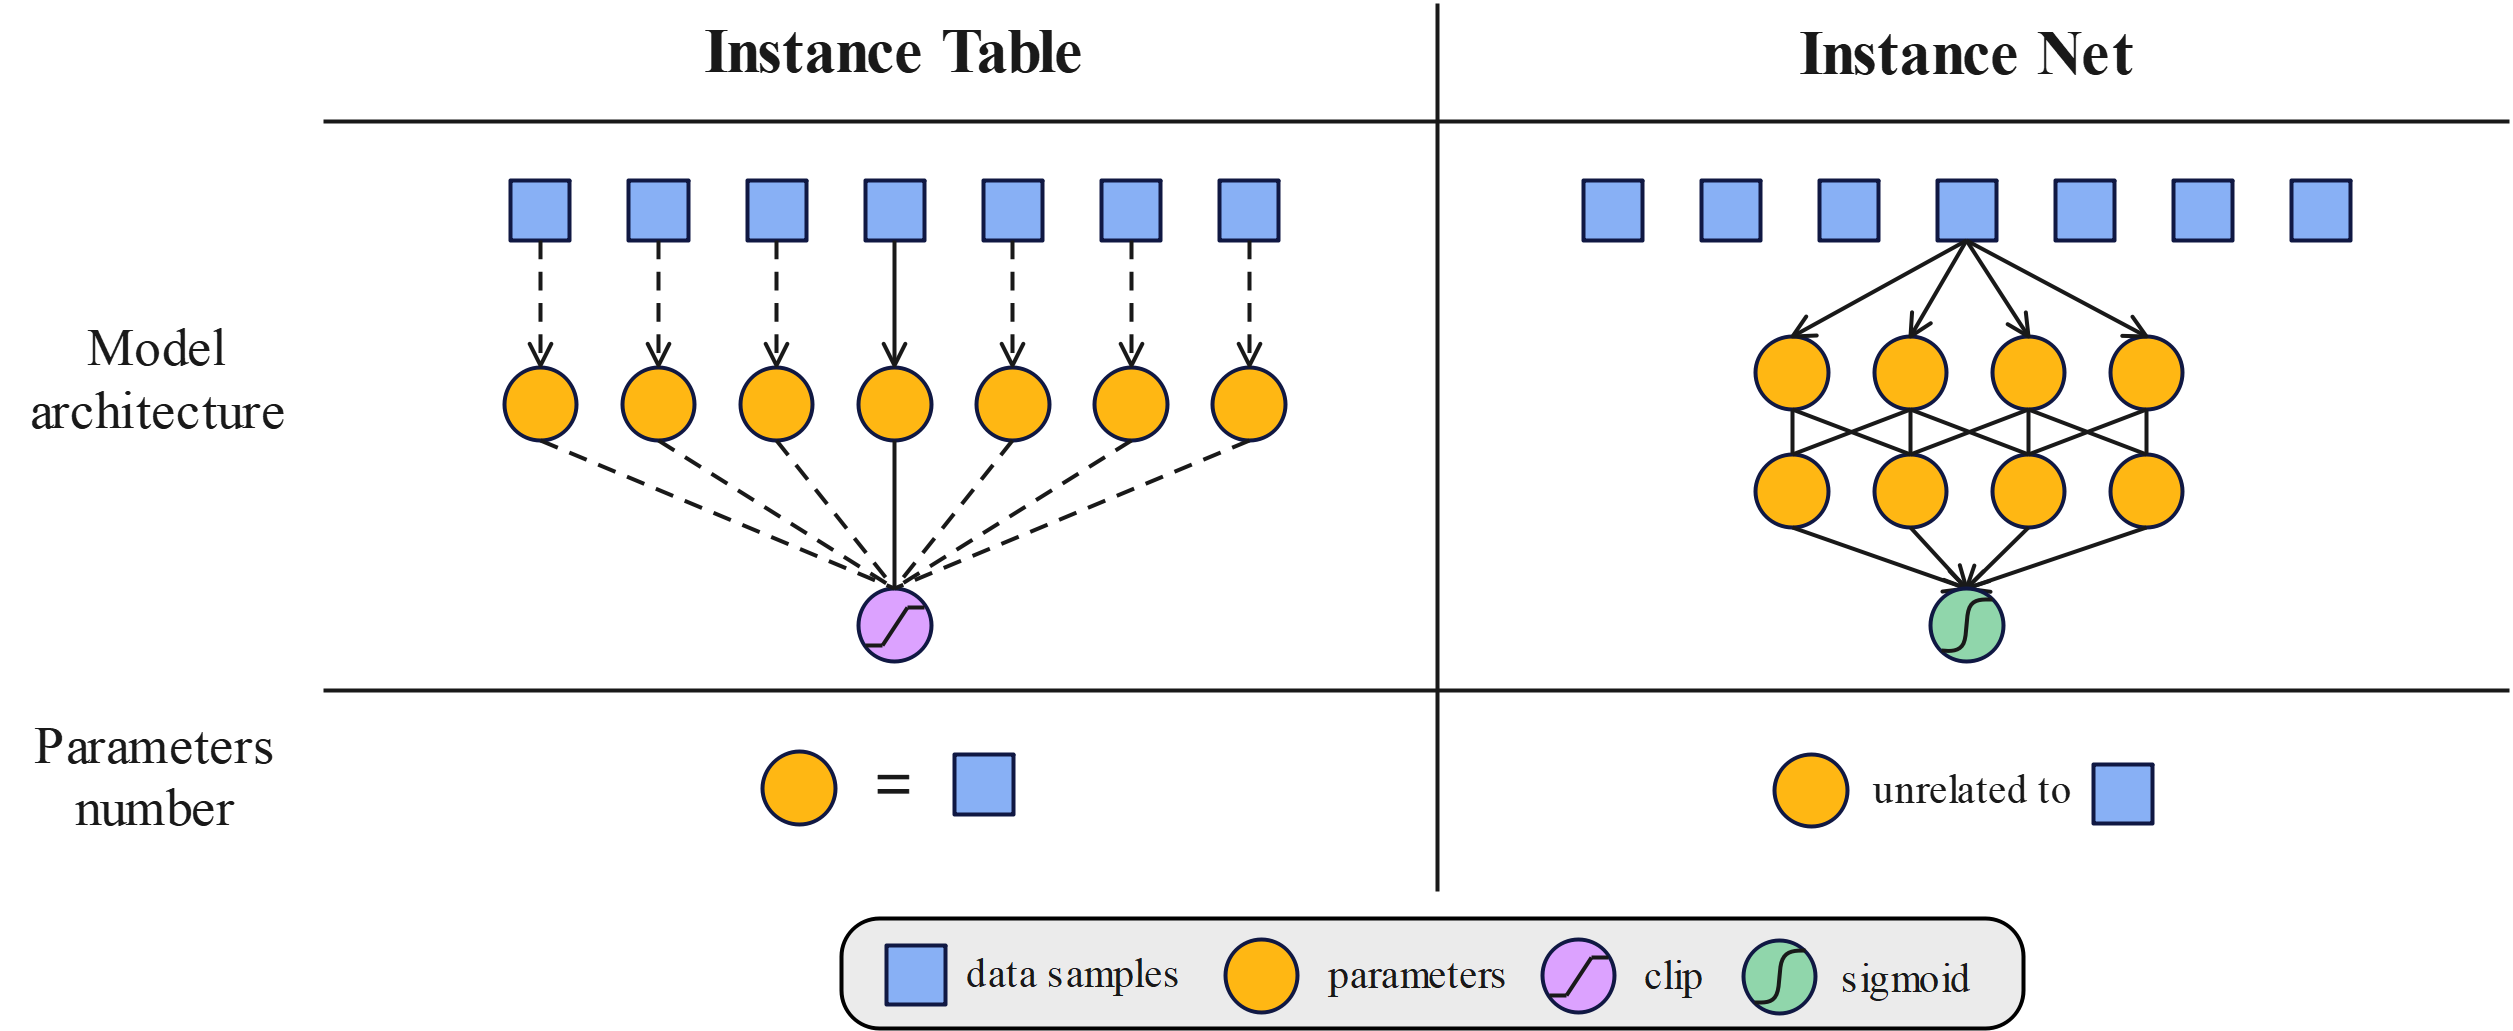 Instance Table
Instance Net
Model
architecture
Parameters
number
=
unrelated to
data samples
parameters
clip
sigmoid